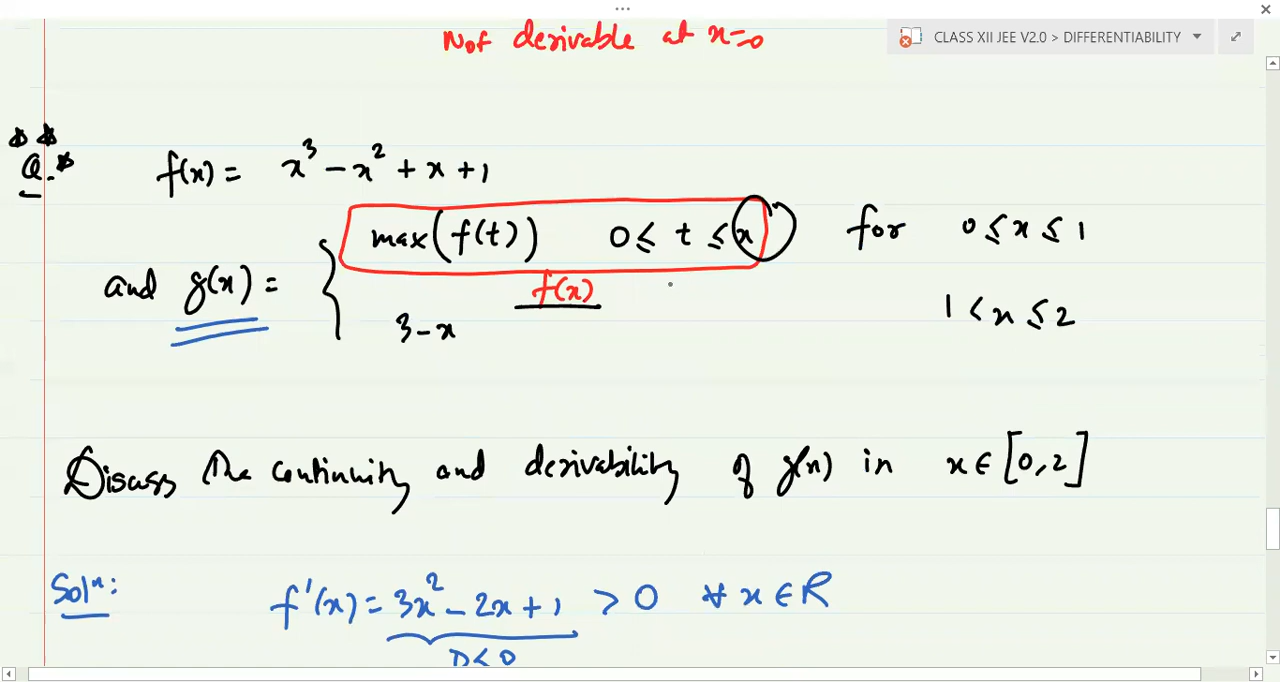 Not derivable at x=0
CLASS XII JEE V2.0 > DIFFERENTIABILITY
Q. f(x) = x³ − x² + x + 1
and g(x) = { max(f(t)) 0 ≤ t ≤ x for 0 ≤ x ≤ 1
f(x)
3 − x 1 < x ≤ 2
Discuss the continuity and derivability of g(x) in x ∈ [0, 2]
Solⁿ: f'(x) = 3x² − 2x + 1 > 0 ∀ x ∈ R
D < 0